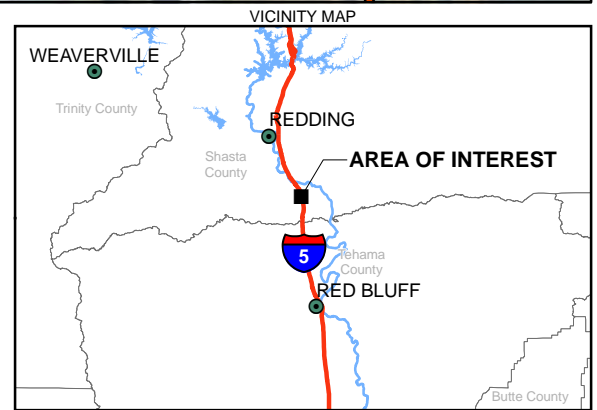 VICINITY MAP
WEAVERVILLE
Trinity County
REDDING
Shasta
County
AREA OF INTEREST
5
Tehama
County
RED BLUFF
Butte County